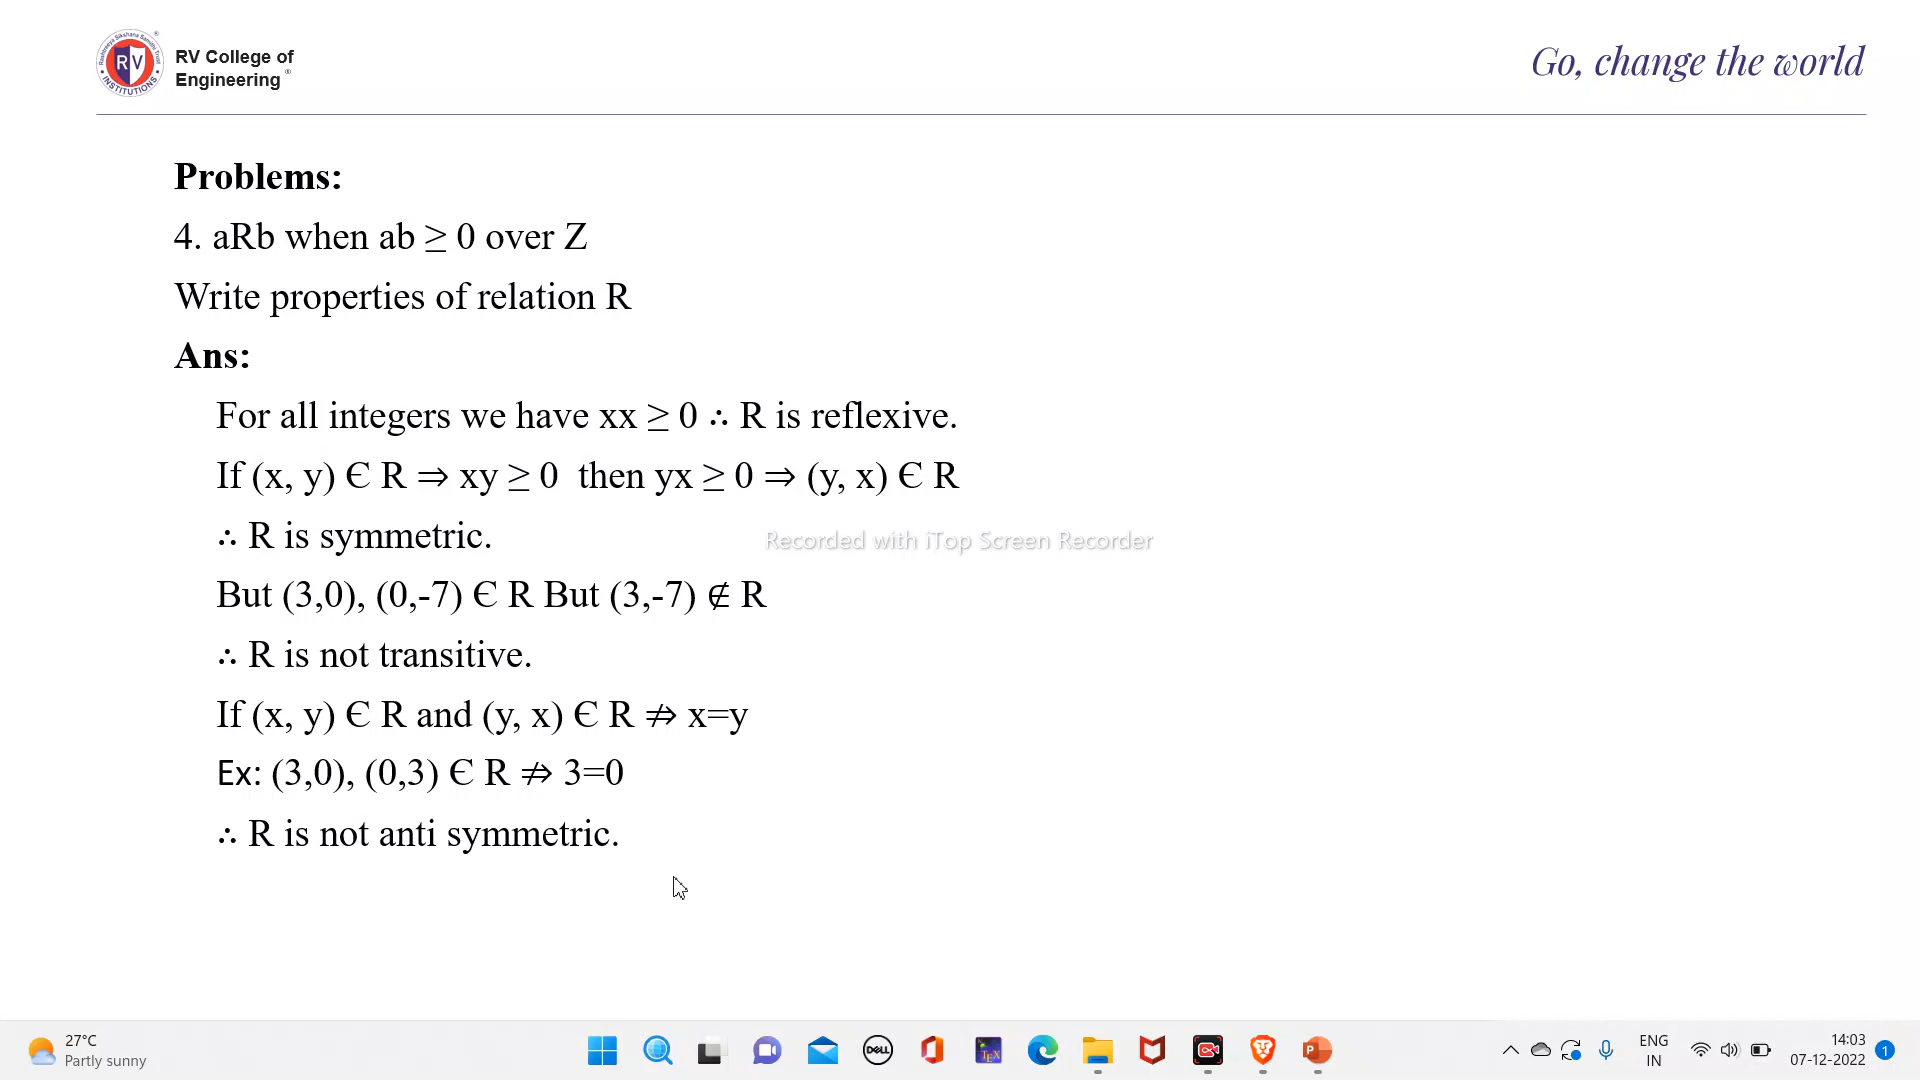 RV College of
Engineering ®
Go, change the world
Problems:
4. aRb when ab ≥ 0 over Z
Write properties of relation R
Ans:
For all integers we have xx ≥ 0 ∴ R is reflexive.
If (x, y) Є R ⇒ xy ≥ 0 then yx ≥ 0 ⇒ (y, x) Є R
∴ R is symmetric.
Recorded with iTop Screen Recorder
But (3,0), (0,-7) Є R But (3,-7) ∉ R
∴ R is not transitive.
If (x, y) Є R and (y, x) Є R ⇏ x=y
Ex: (3,0), (0,3) Є R ⇏ 3=0
∴ R is not anti symmetric.
27°C
Partly sunny
DELL
TEX
P
ENG
IN
14:03
07-12-2022
1